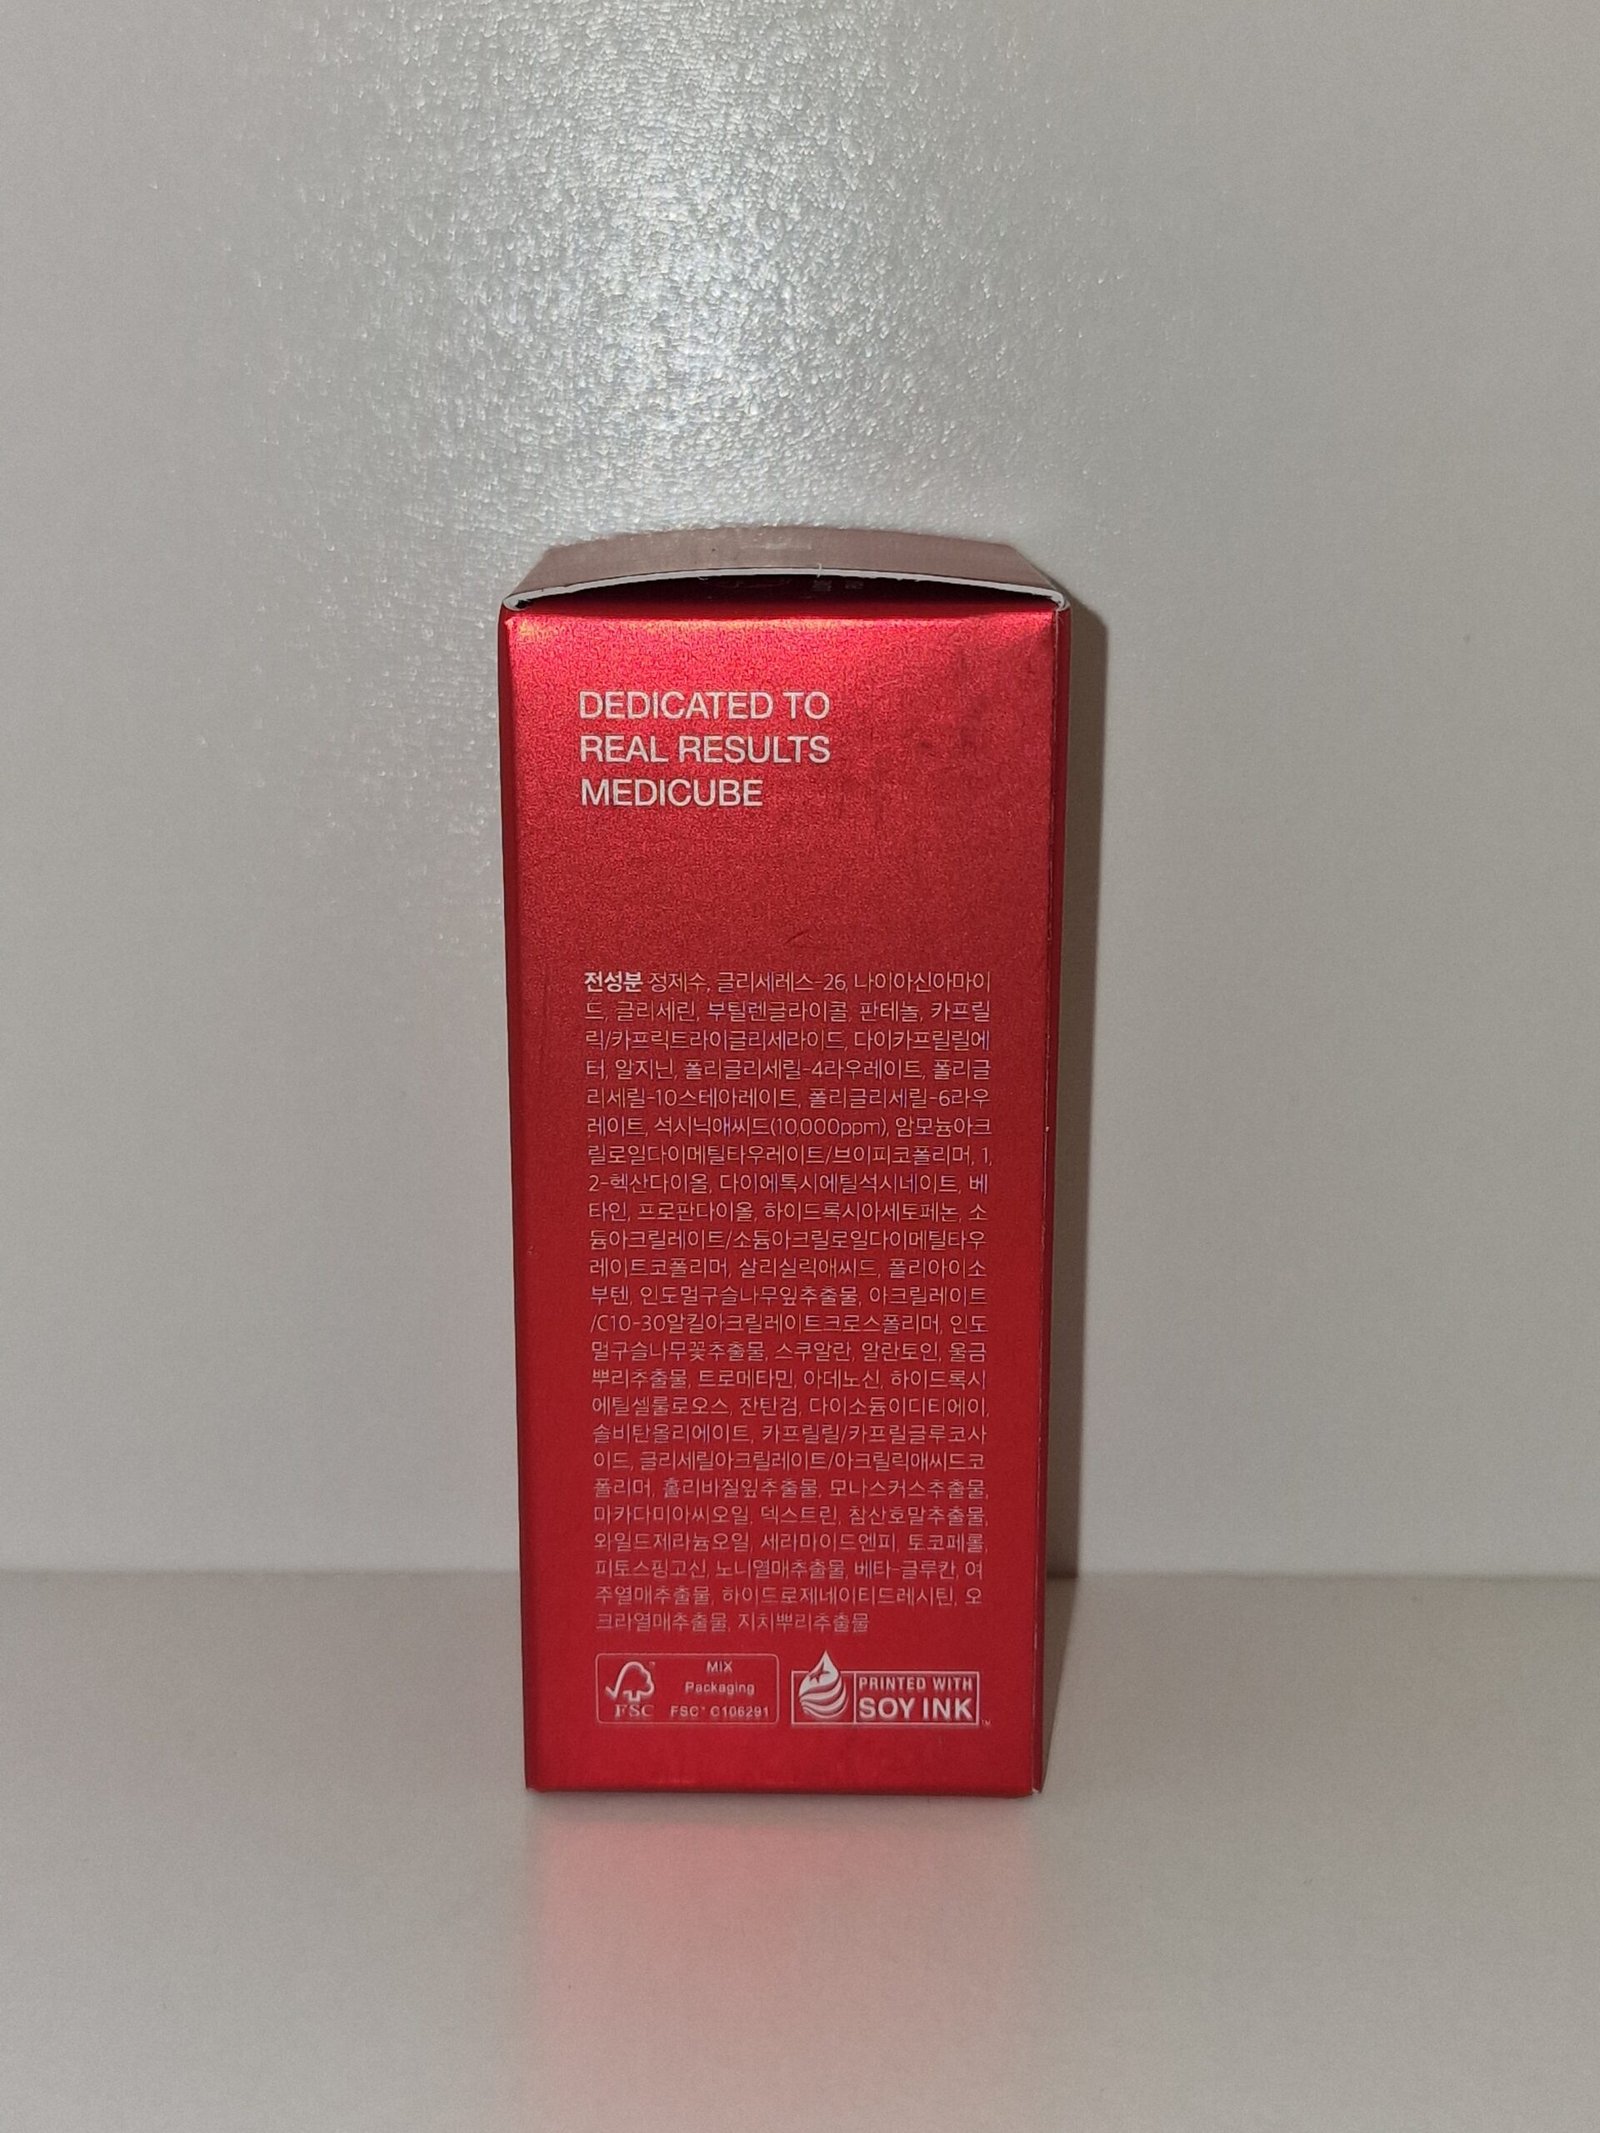 DEDICATED TO
REAL RESULTS
MEDICUBE
전성분 정제수, 글리세레스-26, 나이아신아마이
드, 글리세린, 부틸렌글라이콜, 판테놀, 카프릴
릭/카프릭트라이글리세라이드, 다이카프릴릴에
터, 알지닌, 폴리글리세릴-4라우레이트, 폴리글
리세릴-10스테아레이트, 폴리글리세릴-6라우
레이트, 석시닉애씨드(10,000ppm), 암모늄아크
릴로일다이메틸타우레이트/브이피코폴리머, 1,
2-헥산다이올, 다이에톡시에틸석시네이트, 베
타인, 프로판다이올, 하이드록시아세토페논, 소
듐아크릴레이트/소듐아크릴로일다이메틸타우
레이트코폴리머, 살리실릭애씨드, 폴리아이소
부텐, 인도멀구슬나무잎추출물, 아크릴레이트
/C10-30알킬아크릴레이트크로스폴리머, 인도
멀구슬나무꽃추출물, 스쿠알란, 알란토인, 울금
뿌리추출물, 트로메타민, 아데노신, 하이드록시
에틸셀룰로오스, 잔탄검, 다이소듐이디티에이,
솔비탄올리에이트, 카프릴릴/카프릴글루코사
이드, 글리세릴아크릴레이트/아크릴릭애씨드코
폴리머, 홀리바질잎추출물, 모나스커스추출물,
마카다미아씨오일, 덱스트린, 참산호말추출물,
와일드제라늄오일, 세라마이드엔피, 토코페롤,
피토스핑고신, 노니열매추출물, 베타-글루칸, 여
주열매추출물, 하이드로제네이티드레시틴, 오
크라열매추출물, 지치뿌리추출물
FSC
MIX
Packaging
FSC™ C106291
PRINTED WITH
SOY INK™